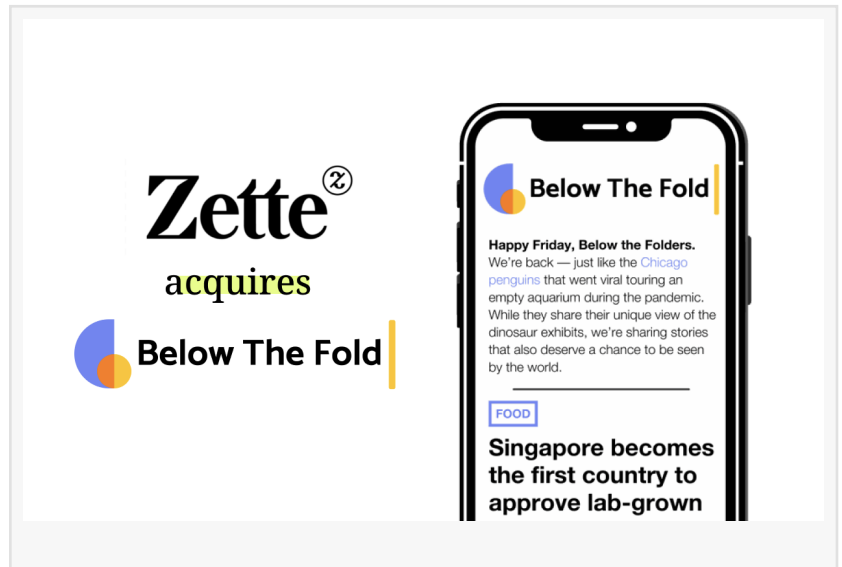 Zette
acquires
Below The Fold
Below The Fold
Happy Friday, Below the Folders.
We're back — just like the Chicago
penguins that went viral touring an
empty aquarium during the pandemic.
While they share their unique view of the
dinosaur exhibits, we're sharing stories
that also deserve a chance to be seen
by the world.
FOOD
Singapore becomes
the first country to
approve lab-grown